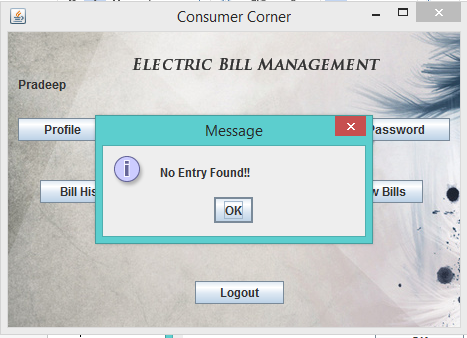 Consumer Corner
Electric Bill Management
Pradeep
Profile
Password
Message
No Entry Found!!
OK
Bill His
w Bills
Logout